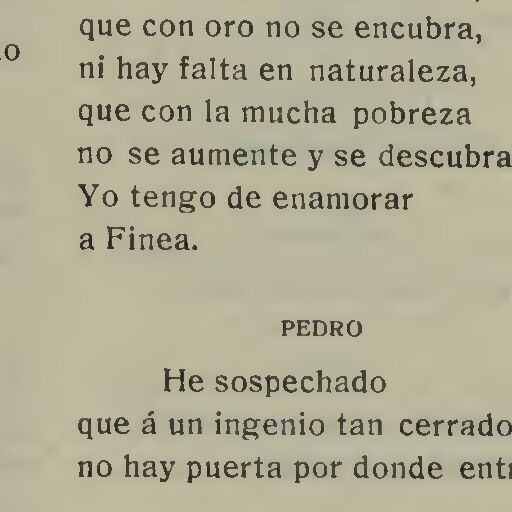 que con oro no se encubra,
ni hay falta en naturaleza,
que con la mucha pobreza
no se aumente y se descubra
Yo tengo de enamorar
a Finea.
PEDRO
He sospechado
que á un ingenio tan cerrado
no hay puerta por donde